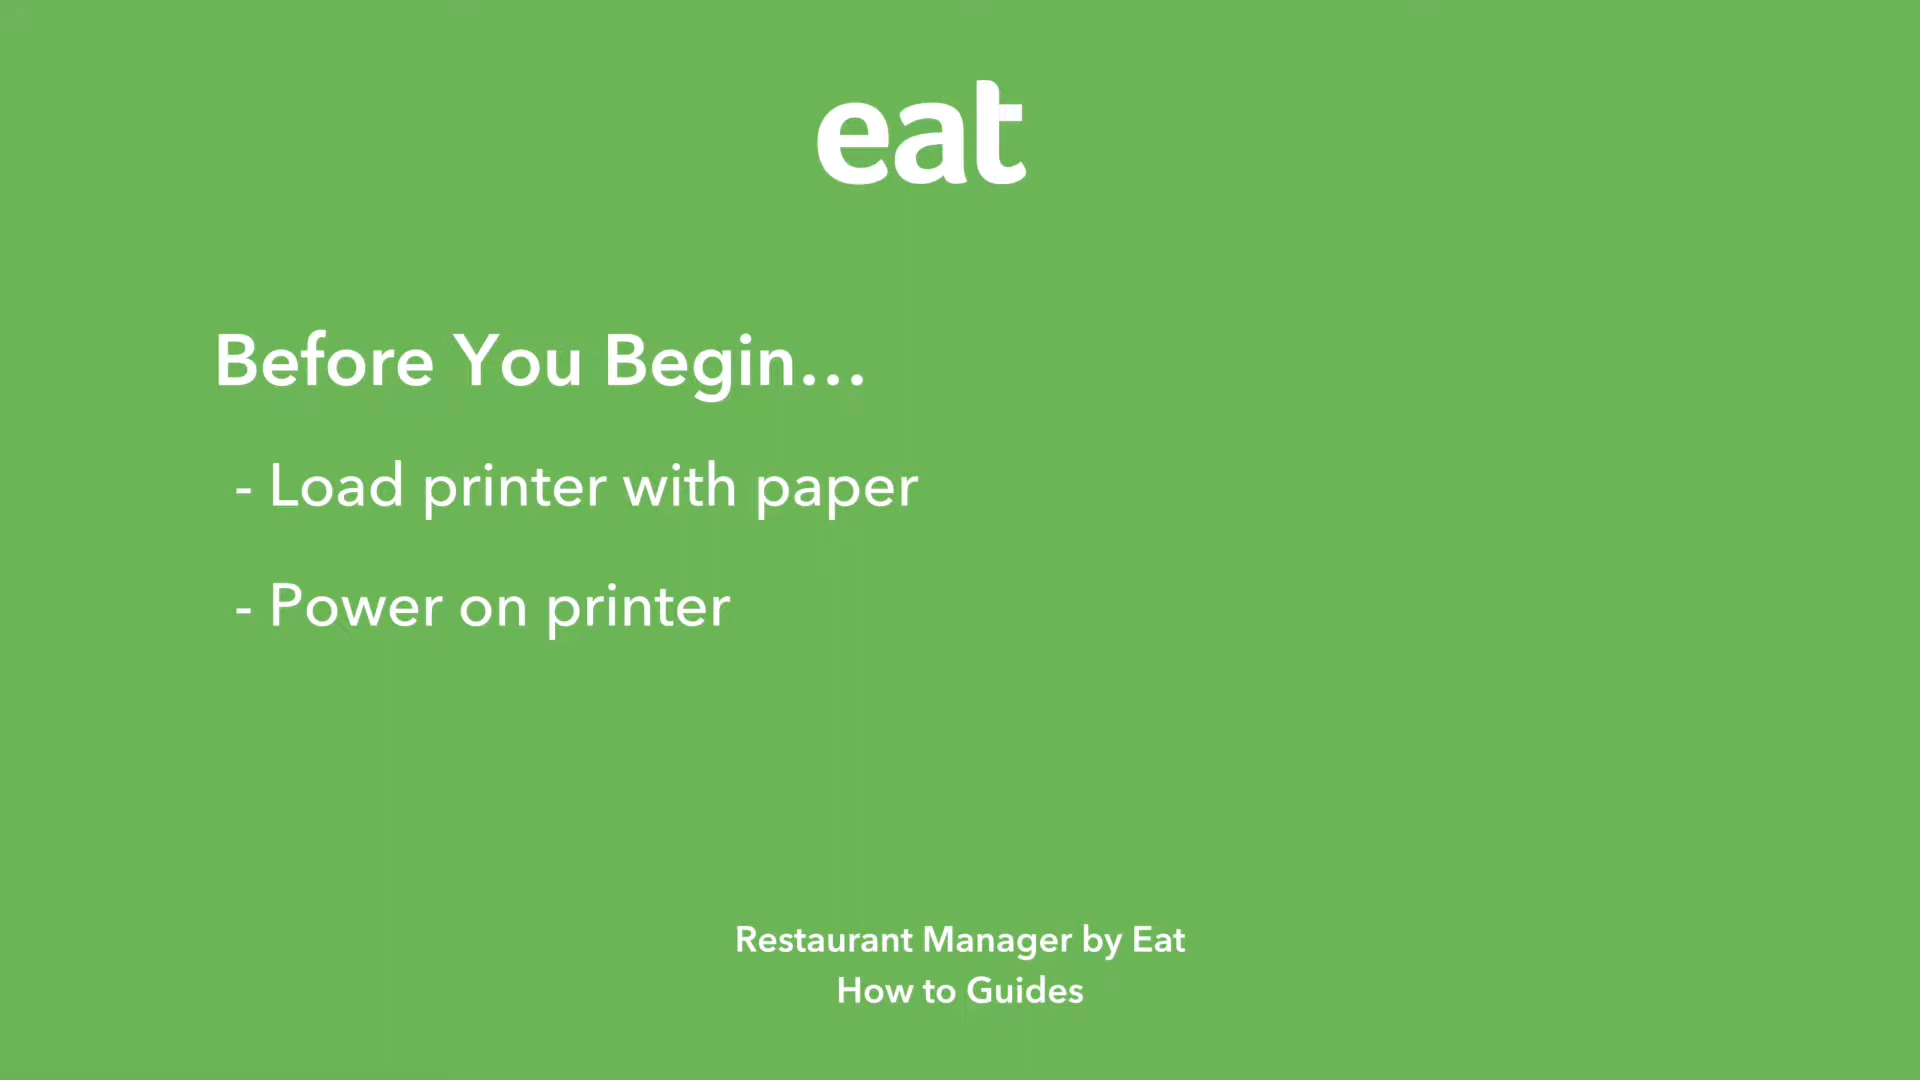 eat
Before You Begin...
- Load printer with paper
- Power on printer
Restaurant Manager by Eat
How to Guides